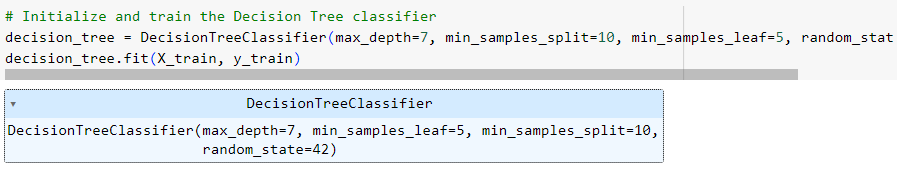 # Initialize and train the Decision Tree classifier
decision_tree = DecisionTreeClassifier(max_depth=7, min_samples_split=10, min_samples_leaf=5, random_stat
decision_tree.fit(X_train, y_train)
DecisionTreeClassifier
DecisionTreeClassifier(max_depth=7, min_samples_leaf=5, min_samples_split=10,
random_state=42)